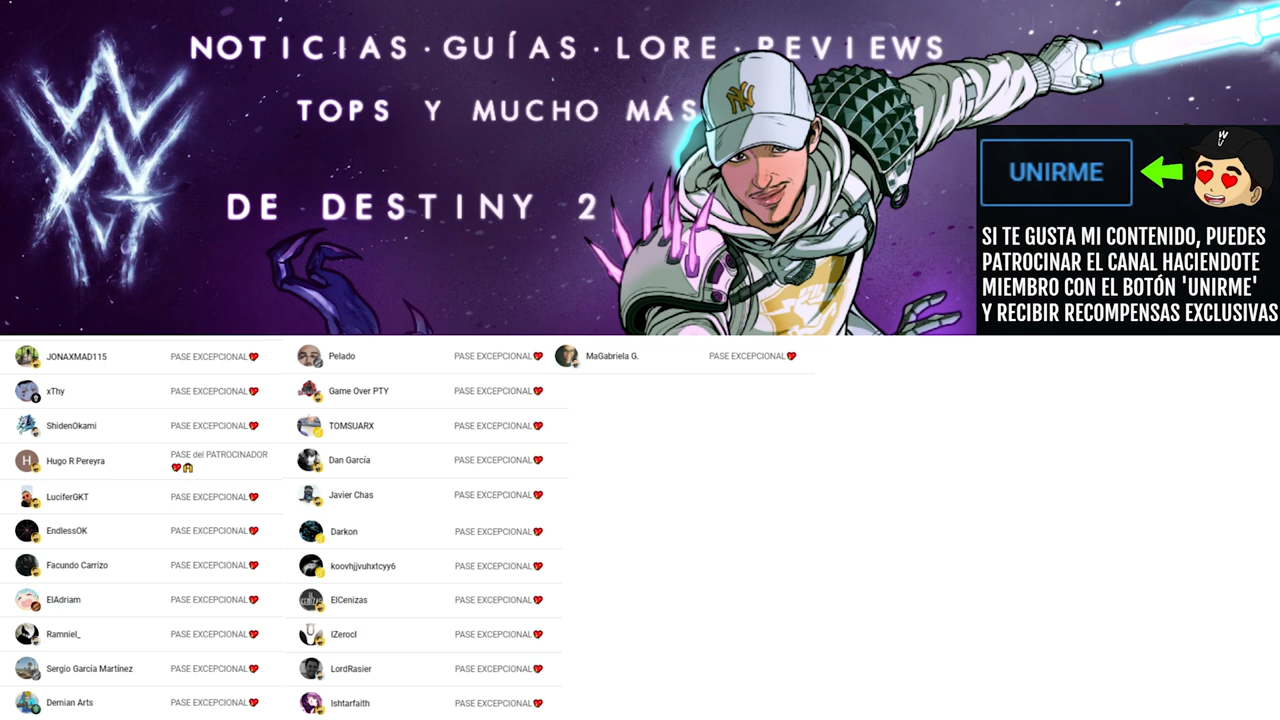 NOTICIAS · GUÍAS · LORE · REVIEWS
TOPS Y MUCHO MÁS
DE DESTINY 2
NY
UNIRME
SI TE GUSTA MI CONTENIDO, PUEDES
PATROCINAR EL CANAL HACIENDOTE
MIEMBRO CON EL BOTÓN 'UNIRME'
Y RECIBIR RECOMPENSAS EXCLUSIVAS
JONAXMAD115 PASE EXCEPCIONAL
xThy PASE EXCEPCIONAL
ShidenOkami PASE EXCEPCIONAL
H Hugo R Pereyra PASE del PATROCINADOR
LuciferGKT PASE EXCEPCIONAL
EndlessOK PASE EXCEPCIONAL
Facundo Carrizo PASE EXCEPCIONAL
ElAdriam PASE EXCEPCIONAL
Ramniel_ PASE EXCEPCIONAL
Sergio García Martínez PASE EXCEPCIONAL
Demian Arts PASE EXCEPCIONAL
Pelado PASE EXCEPCIONAL
Game Over PTY PASE EXCEPCIONAL
TOMSUARX PASE EXCEPCIONAL
Dan García PASE EXCEPCIONAL
Javier Chas PASE EXCEPCIONAL
Darkon PASE EXCEPCIONAL
koovhjjvuhxtcyy6 PASE EXCEPCIONAL
ElCenizas PASE EXCEPCIONAL
IZerocI PASE EXCEPCIONAL
LordRasier PASE EXCEPCIONAL
Ishtarfaith PASE EXCEPCIONAL
MaGabriela G. PASE EXCEPCIONAL